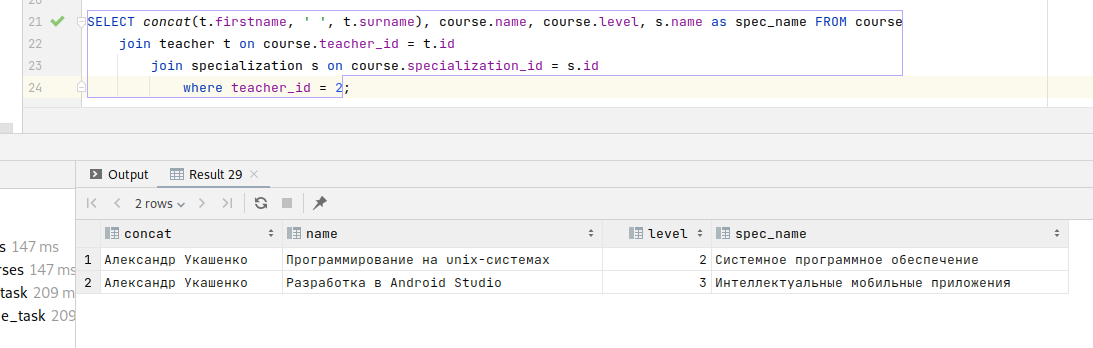 21 SELECT concat(t.firstname, ' ', t.surname), course.name, course.level, s.name as spec_name FROM course
22 join teacher t on course.teacher_id = t.id
23 join specialization s on course.specialization_id = s.id
24 where teacher_id = 2;
Output Result 29
2 rows
concat name level spec_name
1 Александр Укашенко Программирование на unix-системах 2 Системное программное обеспечение
2 Александр Укашенко Разработка в Android Studio 3 Интеллектуальные мобильные приложения
s 147 ms
rses 147 ms
task 209 m
e_task 209